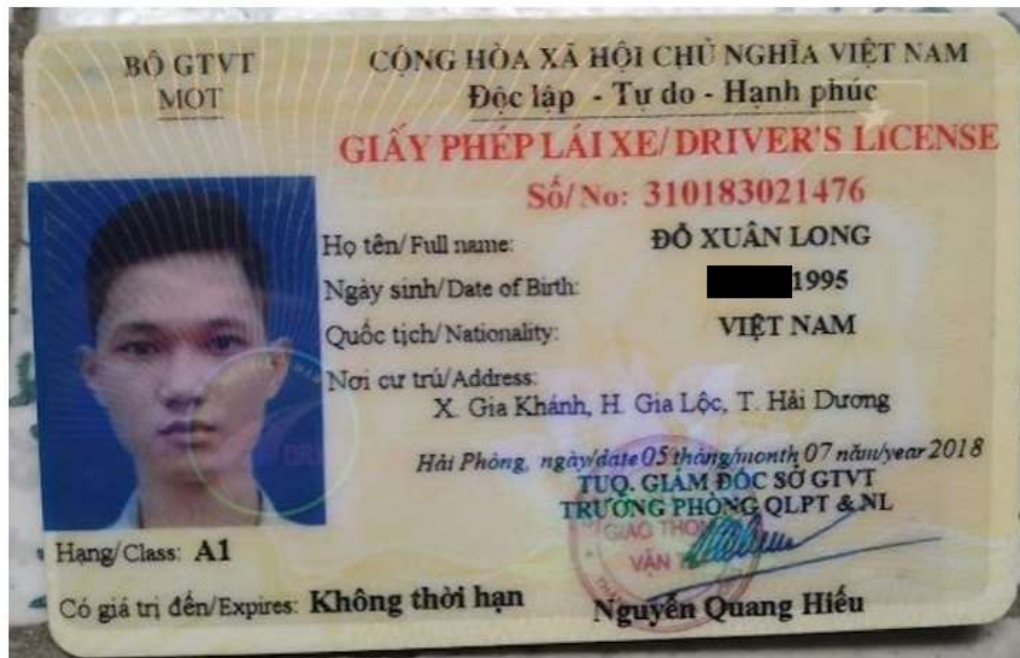 BỘ GTVT
MOT
CỘNG HÒA XÃ HỘI CHỦ NGHĨA VIỆT NAM
Độc lập - Tự do - Hạnh phúc
GIẤY PHÉP LÁI XE/DRIVER'S LICENSE
Số/No: 310183021476
Họ tên/Full name: ĐỖ XUÂN LONG
Ngày sinh/Date of Birth: 1995
Quốc tịch/Nationality: VIỆT NAM
Nơi cư trú/Address:
X. Gia Khánh, H. Gia Lộc, T. Hải Dương
Hải Phòng, ngày/date 05 tháng/month 07 năm/year 2018
TUQ. GIÁM ĐỐC SỞ GTVT
TRƯỞNG PHÒNG QLPT & NL
GIAO THÔNG
VẬN
Hạng/Class: A1
Có giá trị đến/Expires: Không thời hạn
Nguyễn Quang Hiếu